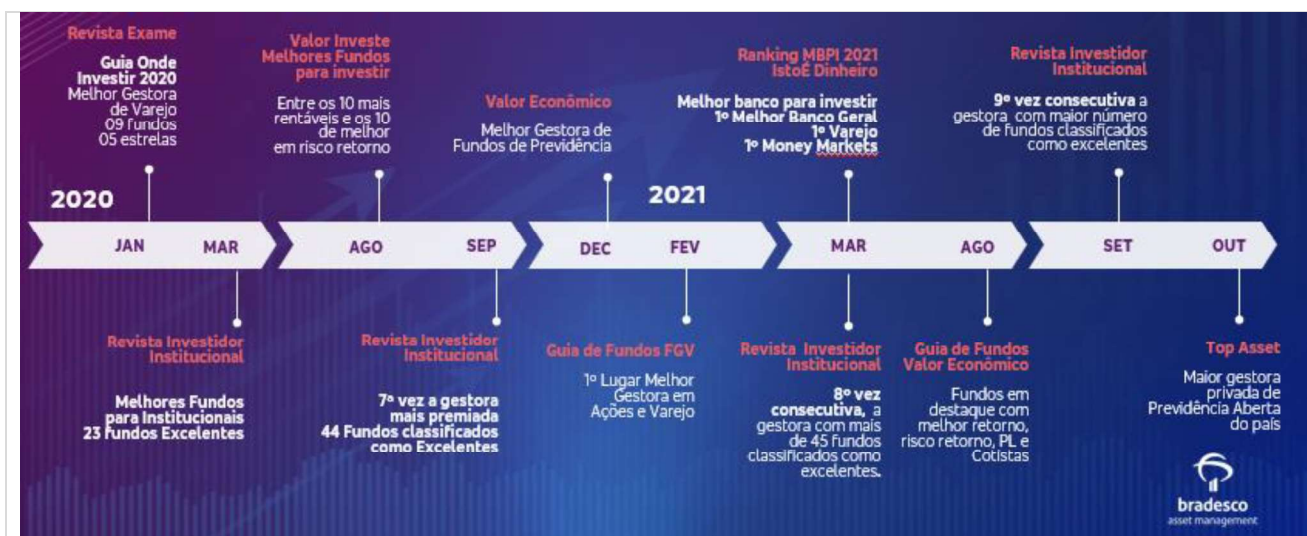 Revista Exame
Guia Onde
Investir 2020
Melhor Gestora
de Varejo
09 fundos
05 estrelas
Valor Investe
Melhores Fundos
para investir
Entre os 10 mais
rentáveis e os 10
de melhor
em risco retorno
Valor Econômico
Melhor Gestora de
Fundos de Previdência
Ranking MBPI 2021
IstoÉ Dinheiro
Melhor banco para investir
1º Melhor Banco Geral
1º Varejo
1º Money Markets
Revista Investidor
Institucional
9º vez consecutiva a
gestora com maior número
de fundos classificados
como excelentes
2020
2021
JAN
MAR
AGO
SEP
DEC
FEV
MAR
AGO
SET
OUT
Revista Investidor
Institucional
Melhores Fundos
para Institucionais
23 fundos Excelentes
Revista Investidor
Institucional
7ª vez a gestora
mais premiada
44 Fundos classificados
como Excelentes
Guia de Fundos FGV
1º Lugar Melhor
Gestora em
Ações e Varejo
Revista Investidor
Institucional
8º vez
consecutiva, a
gestora com mais
de 45 fundos
classificados como
excelentes.
Guia de Fundos
Valor Econômico
Fundos em
destaque com
melhor retorno,
risco retorno, PL e
Cotistas
Top Asset
Maior gestora
privada de
Previdência Aberta
do país
bradesco
asset management